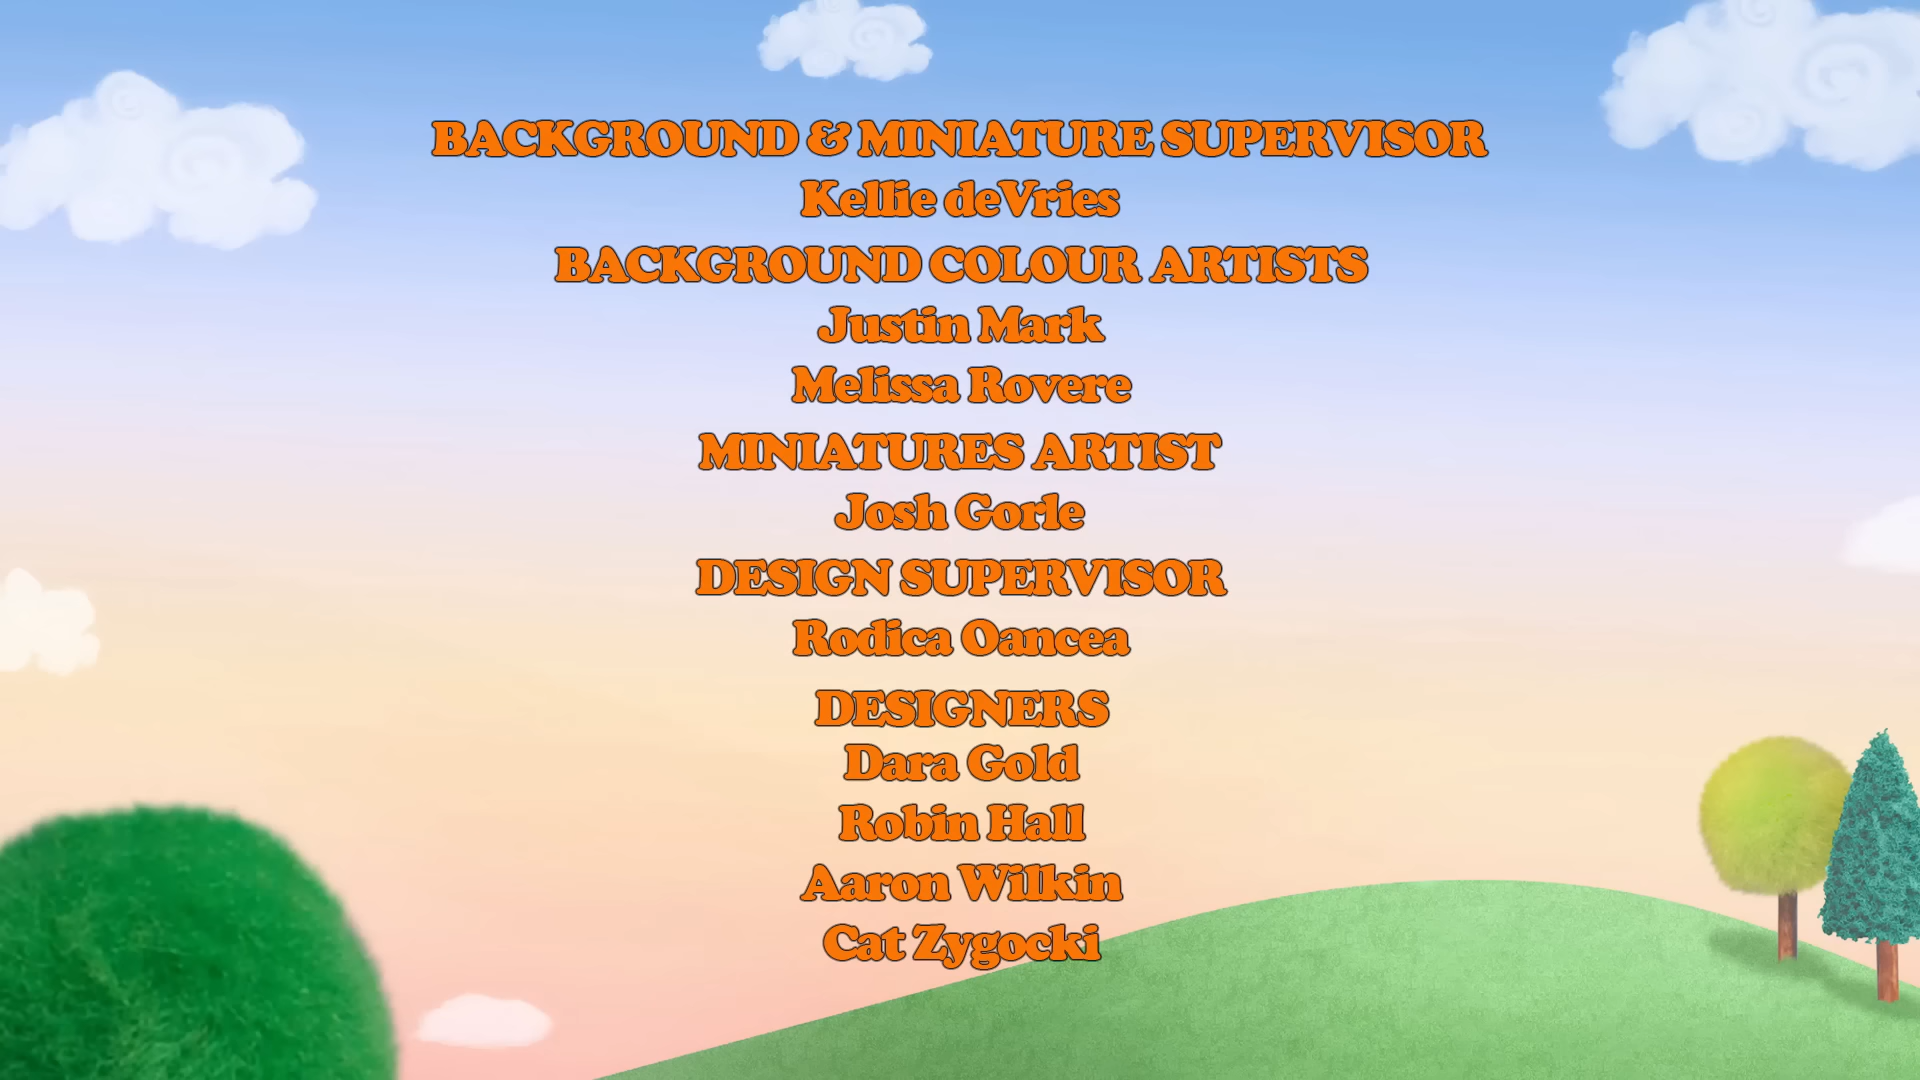 BACKGROUND & MINIATURE SUPERVISOR
Kellie deVries
BACKGROUND COLOUR ARTISTS
Justin Mark
Melissa Rovere
MINIATURES ARTIST
Josh Gorle
DESIGN SUPERVISOR
Rodica Oancea
DESIGNERS
Dara Gold
Robin Hall
Aaron Wilkin
Cat Zygocki